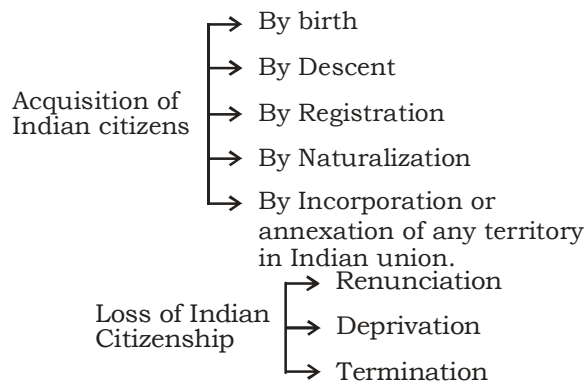 By birth
By Descent
Acquisition of
Indian citizens
By Registration
By Naturalization
By Incorporation or
annexation of any territory
in Indian union.
Renunciation
Loss of Indian
Citizenship
Deprivation
Termination